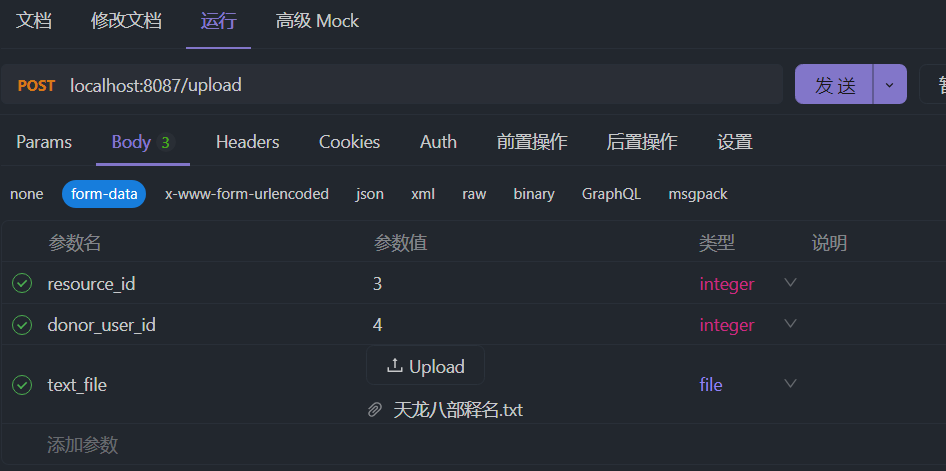 文档 修改文档 运行 高级 Mock
POST localhost:8087/upload 发 送
Params Body 3 Headers Cookies Auth 前置操作 后置操作 设置
none form-data x-www-form-urlencoded json xml raw binary GraphQL msgpack
参数名 参数值 类型 说明
resource_id 3 integer
donor_user_id 4 integer
text_file Upload file
天龙八部释名.txt
添加参数